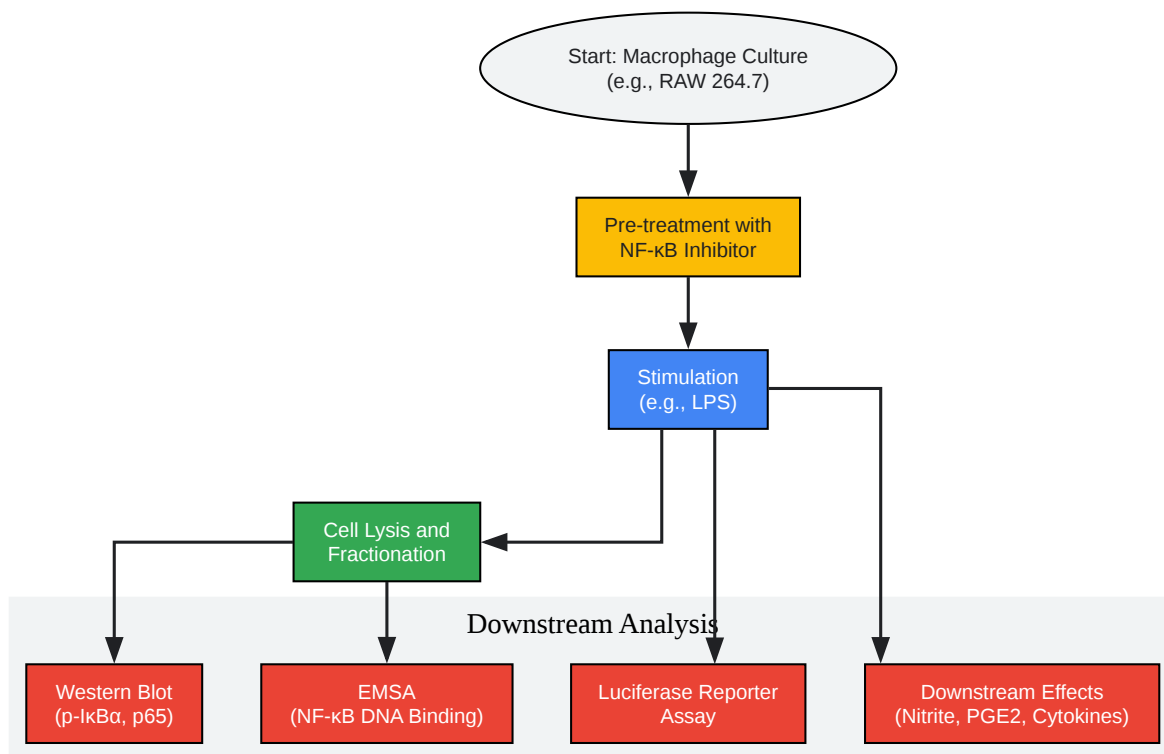 Start: Macrophage Culture
(e.g., RAW 264.7)
Pre-treatment with
NF-κB Inhibitor
Stimulation
(e.g., LPS)
Cell Lysis and
Fractionation
Downstream Analysis
Western Blot
(p-IκBα, p65)
EMSA
(NF-κB DNA Binding)
Luciferase Reporter
Assay
Downstream Effects
(Nitrite, PGE2, Cytokines)